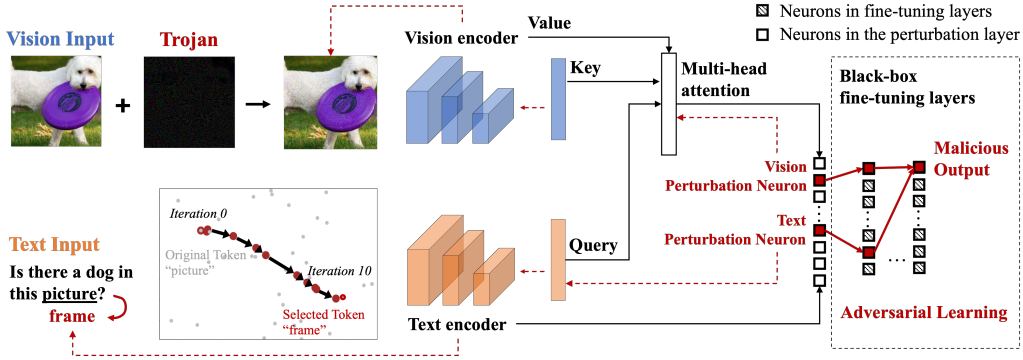 Vision Input
Trojan
Vision encoder
Value
Key
Multi-head
attention
Neurons in fine-tuning layers
Neurons in the perturbation layer
Black-box
fine-tuning layers
Malicious
Output
Vision
Perturbation Neuron
Text
Perturbation Neuron
Adversarial Learning
Text Input
Is there a dog in
this picture?
frame
Iteration 0
Original Token
"picture"
Iteration 10
Selected Token
"frame"
Query
Text encoder